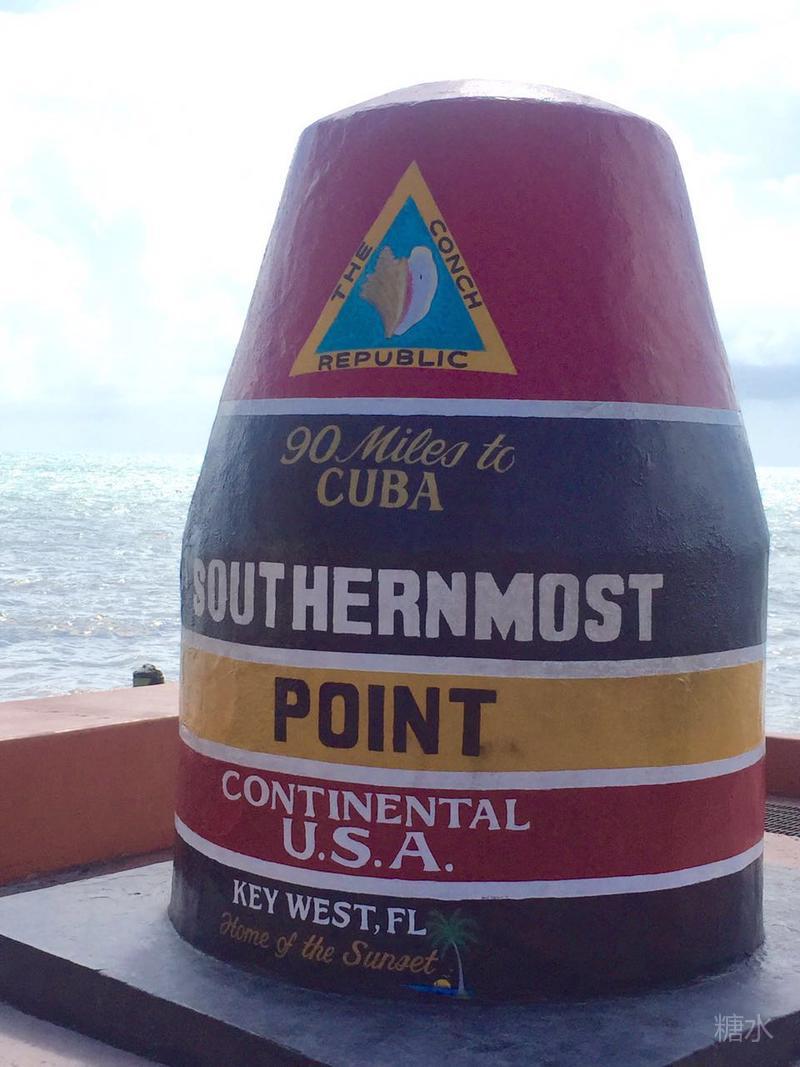 THE CONCH
REPUBLIC
90 Miles to
CUBA
SOUTHERNMOST
POINT
CONTINENTAL
U.S.A.
KEY WEST, FL
Home of the Sunset
糖水